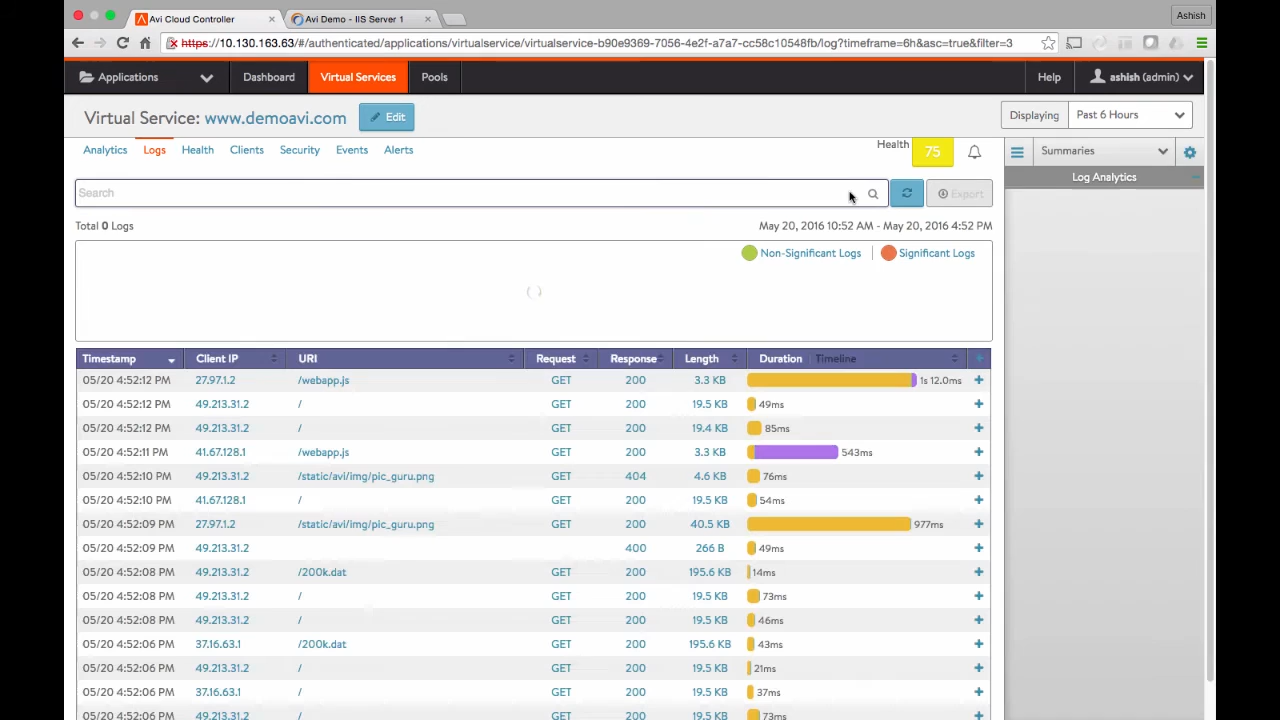 Avi Cloud Controller × Avi Demo - IIS Server 1 × Ashish
https://10.130.163.63/#/authenticated/applications/virtualservice/virtualservice-b90e9369-7056-4e2f-a7a7-cc58c10548fb/log?timeframe=6h&asc=true&filter=3
Applications Dashboard Virtual Services Pools Help ashish (admin)
Virtual Service: www.demoavi.com Edit Displaying Past 6 Hours
Analytics Logs Health Clients Security Events Alerts Health 75 Summaries
Log Analytics
Search Export
Total 0 Logs May 20, 2016 10:52 AM - May 20, 2016 4:52 PM
Non-Significant Logs Significant Logs
Timestamp Client IP URI Request Response Length Duration Timeline +
05/20 4:52:12 PM 27.97.1.2 /webapp.js GET 200 3.3 KB 1s 12.0ms +
05/20 4:52:12 PM 49.213.31.2 / GET 200 19.5 KB 49ms +
05/20 4:52:12 PM 49.213.31.2 / GET 200 19.4 KB 85ms +
05/20 4:52:11 PM 41.67.128.1 /webapp.js GET 200 3.3 KB 543ms +
05/20 4:52:10 PM 49.213.31.2 /static/avi/img/pic_guru.png GET 404 4.6 KB 76ms +
05/20 4:52:10 PM 41.67.128.1 / GET 200 19.5 KB 54ms +
05/20 4:52:09 PM 27.97.1.2 /static/avi/img/pic_guru.png GET 200 40.5 KB 977ms +
05/20 4:52:09 PM 49.213.31.2 400 266 B 49ms +
05/20 4:52:08 PM 49.213.31.2 /200k.dat GET 200 195.6 KB 14ms +
05/20 4:52:08 PM 49.213.31.2 / GET 200 19.5 KB 73ms +
05/20 4:52:08 PM 49.213.31.2 / GET 200 19.5 KB 46ms +
05/20 4:52:06 PM 37.16.63.1 /200k.dat GET 200 195.6 KB 43ms +
05/20 4:52:06 PM 49.213.31.2 / GET 200 19.5 KB 21ms +
05/20 4:52:06 PM 37.16.63.1 / GET 200 19.5 KB 37ms +
05/20 4:52:06 PM 49.213.31.2 / GET 200 19.5 KB 73ms +